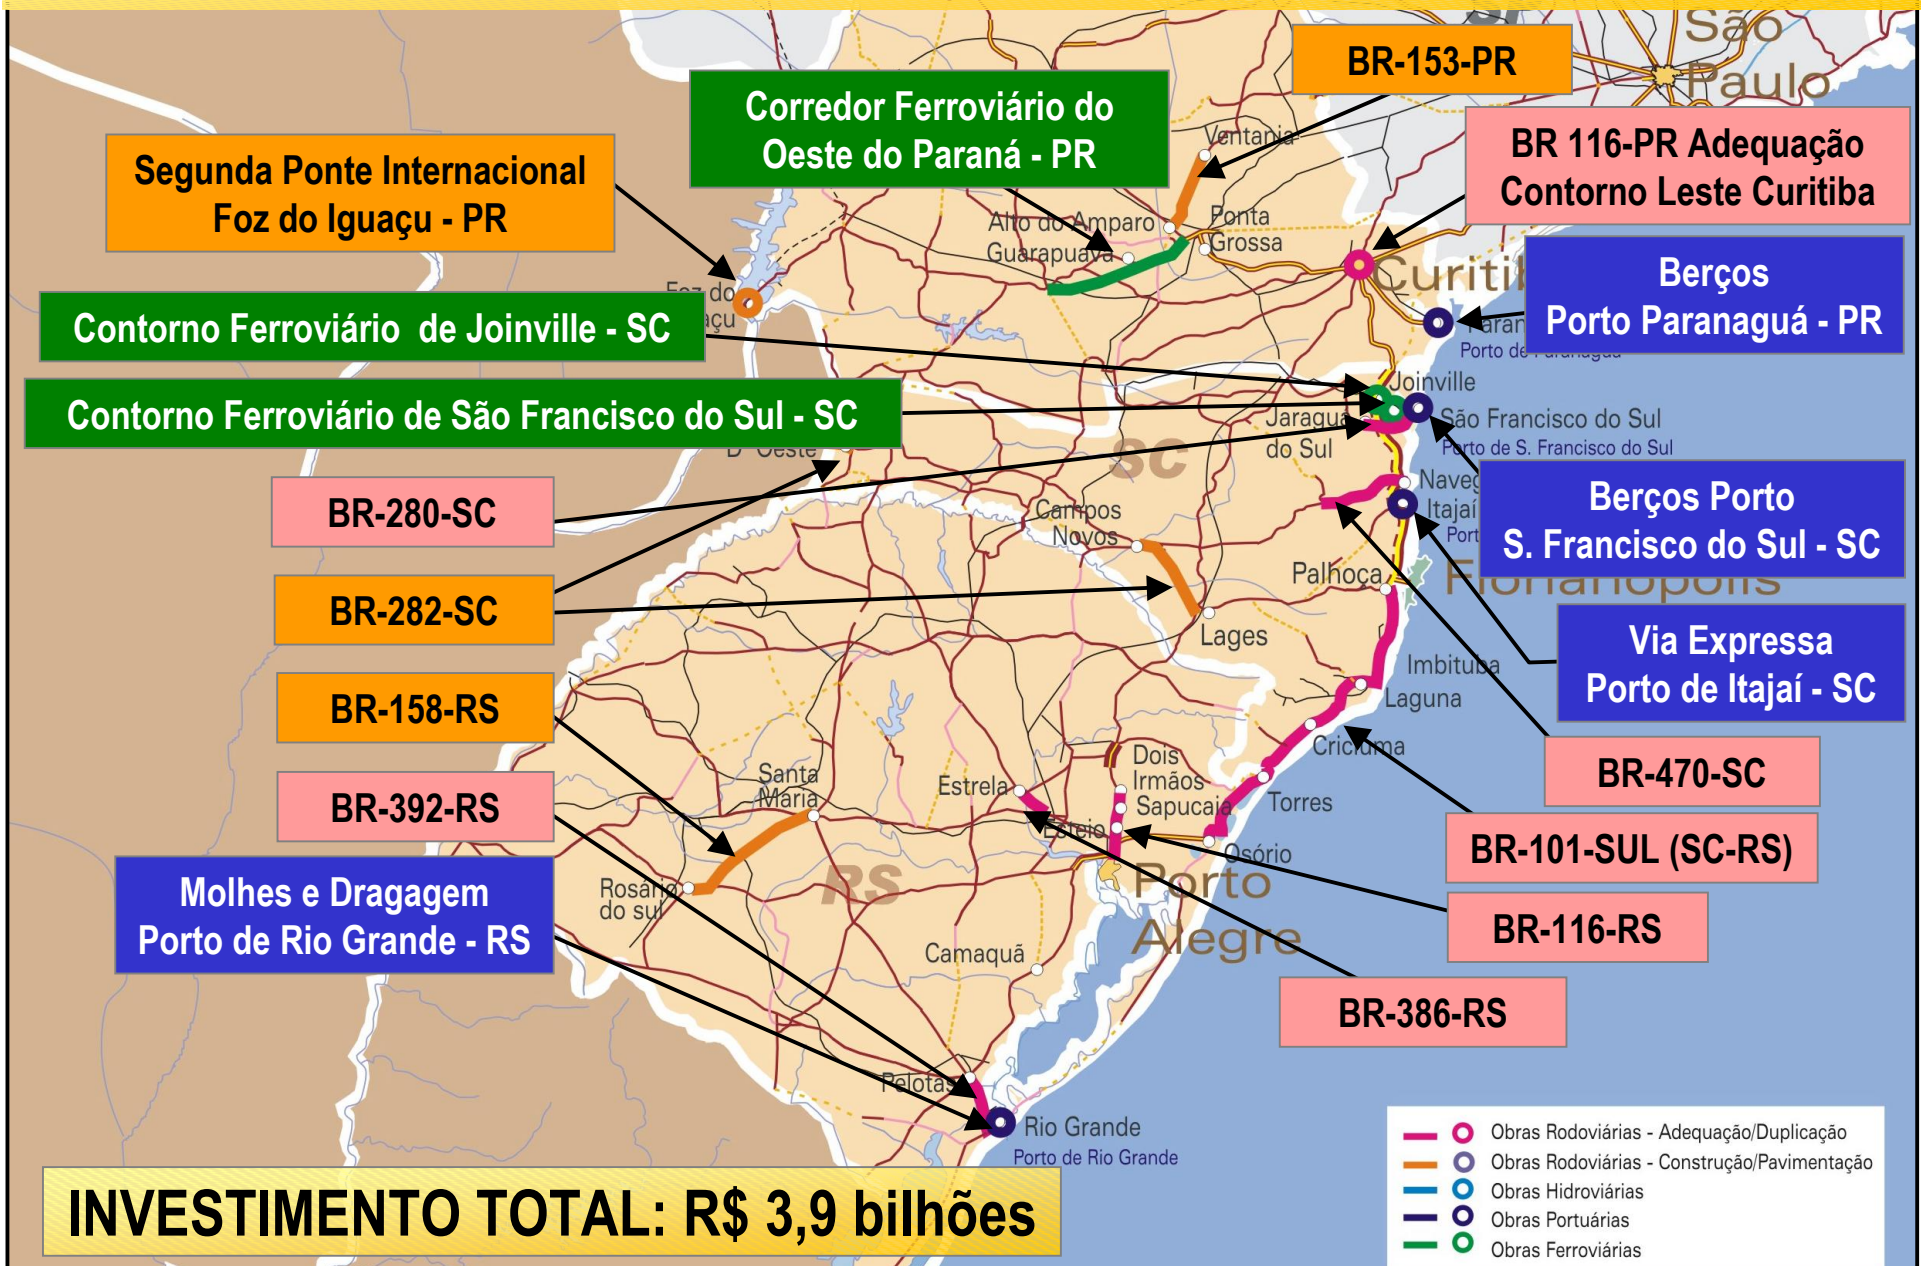 São
Paulo
BR-153-PR
Corredor Ferroviário do
Oeste do Paraná - PR
Ventania
BR 116-PR Adequação
Contorno Leste Curitiba
Segunda Ponte Internacional
Foz do Iguaçu - PR
Alto do Amparo
Guarapuava
Ponta
Grossa
Berços
Porto Paranaguá - PR
Foz do
Contorno Ferroviário de Joinville - SC
Porto de Paranaguá
Joinville
Contorno Ferroviário de São Francisco do Sul - SC
Jaraguá
do Sul
São Francisco do Sul
Porto de S. Francisco do Sul
D' Oeste
SC
BR-280-SC
Berços Porto
S. Francisco do Sul - SC
Itajaí
Campos
Novos
Palhoça
BR-282-SC
Florianópolis
Lages
Via Expressa
Porto de Itajaí - SC
Imbituba
Laguna
BR-158-RS
Criciúma
BR-470-SC
Santa
Maria
Estrela
Dois
Irmãos
Sapucaia
Torres
BR-392-RS
Esteio
Osório
BR-101-SUL (SC-RS)
Molhes e Dragagem
Porto de Rio Grande - RS
Rosário
do sul
RS
Porto
Alegre
BR-116-RS
Camaquã
BR-386-RS
Pelotas
Rio Grande
Porto de Rio Grande
Obras Rodoviárias - Adequação/Duplicação
Obras Rodoviárias - Construção/Pavimentação
Obras Hidroviárias
Obras Portuárias
Obras Ferroviárias
INVESTIMENTO TOTAL: R$ 3,9 bilhões